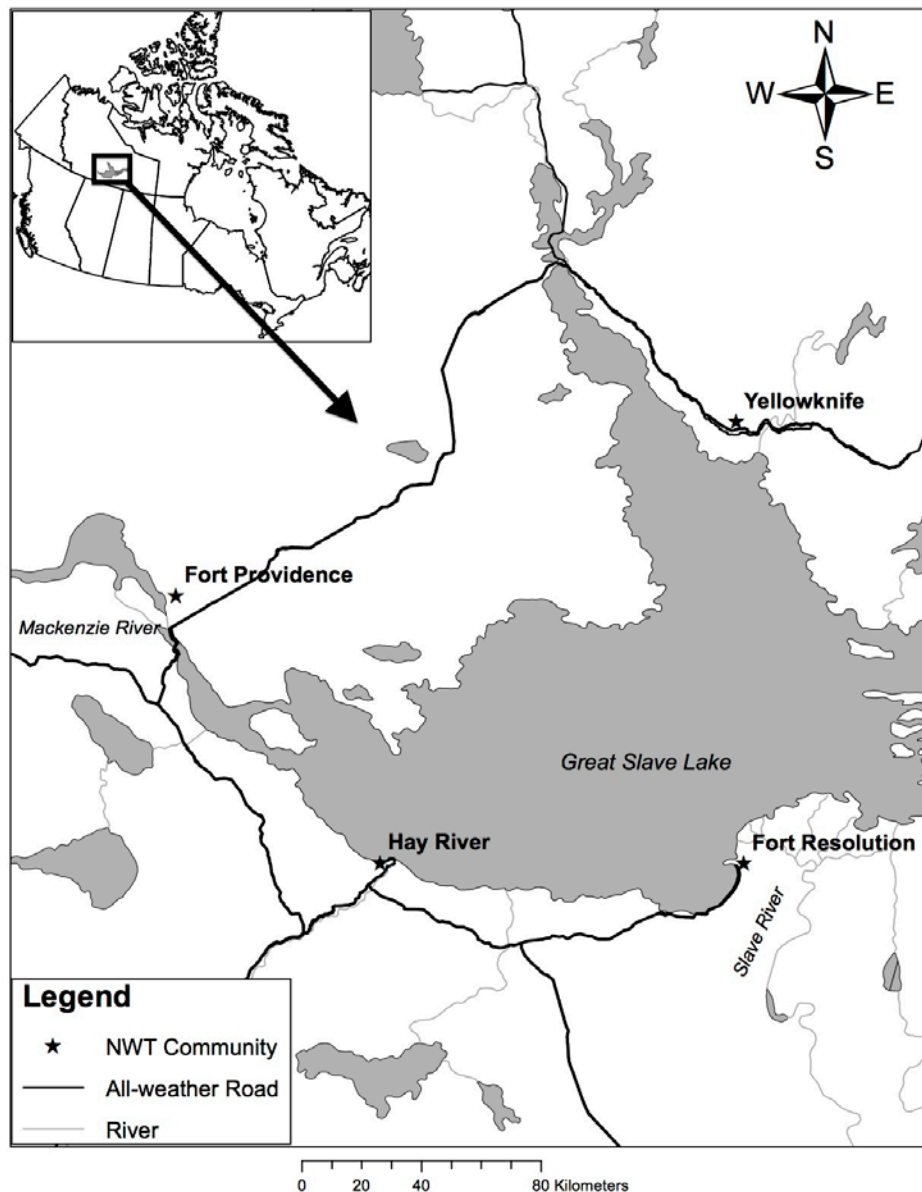 N
W E
S
Yellowknife
Fort Providence
Mackenzie River
Great Slave Lake
Hay River
Fort Resolution
Slave River
Legend
NWT Community
All-weather Road
River
0 20 40 80 Kilometers